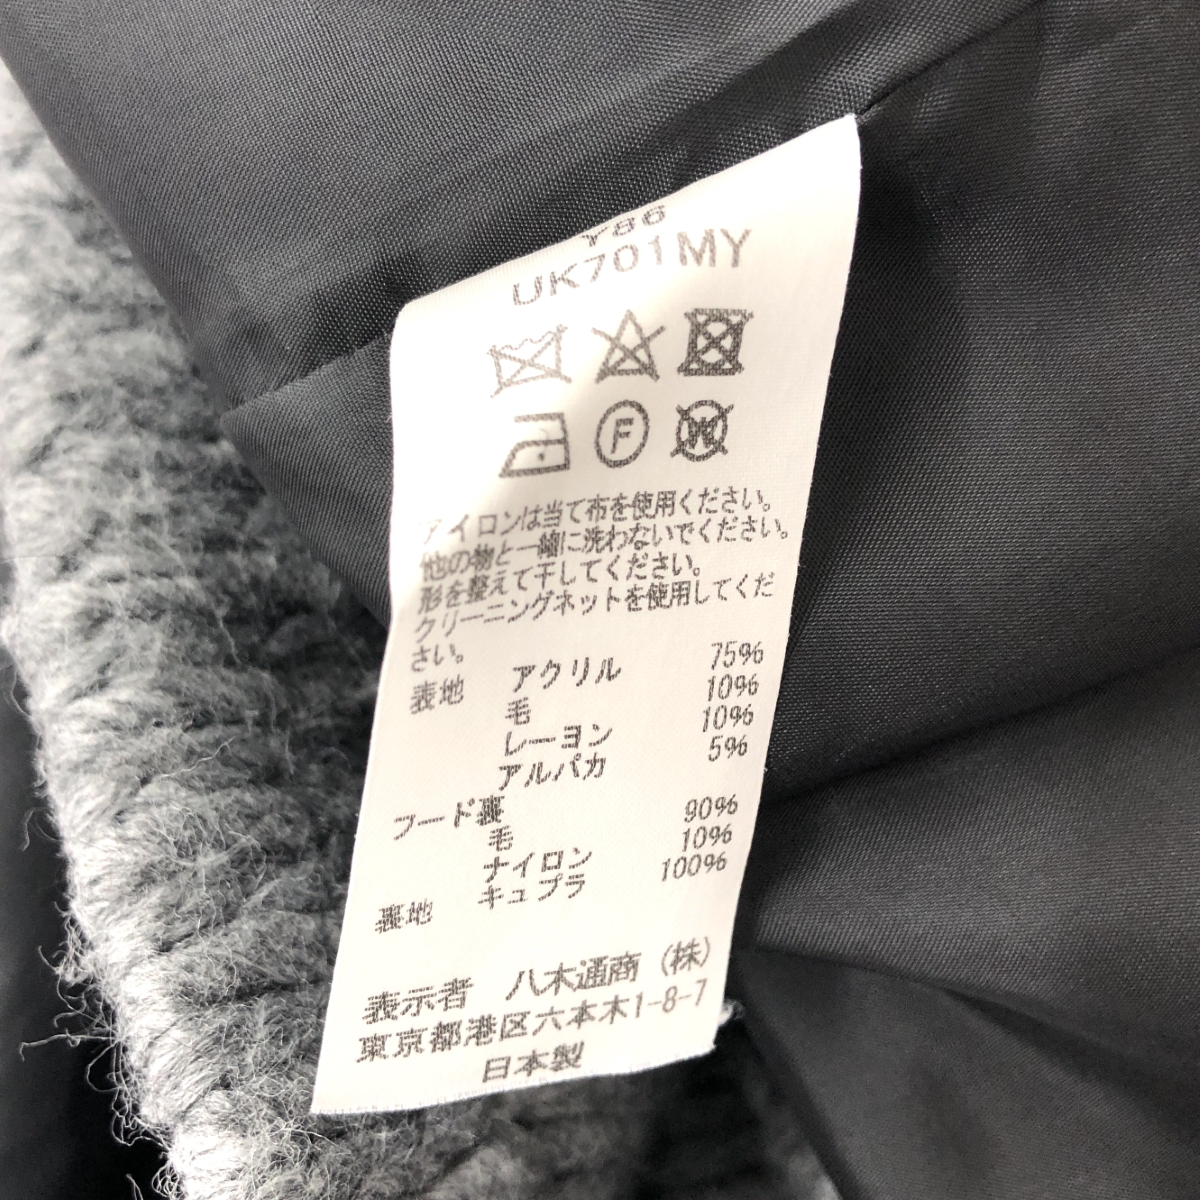 Y86
UK701MY
F
W
アイロンは当て布を使用ください。
他の物と一緒に洗わないでください。
形を整えて干してください。
クリーニングネットを使用してくだ
さい。
表地 アクリル 75%
毛 10%
レーヨン 10%
アルパカ 5%
フード裏
毛 90%
ナイロン 10%
裏地 キュプラ 100%
表示者 八木通商(株)
東京都港区六本木1-8-7
日本製